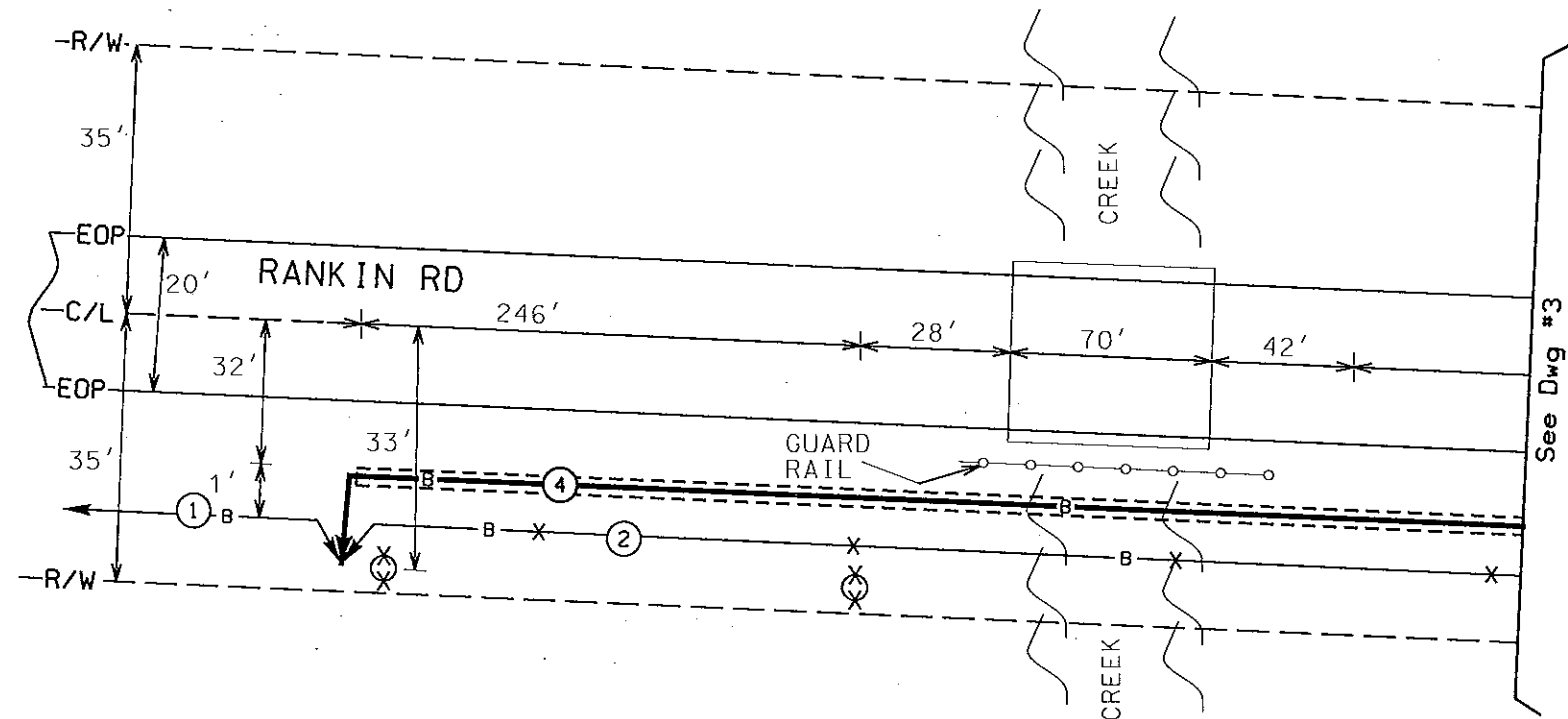 R/W
35'
EOP
RANKIN RD
20'
C/L
246'
28'
70'
42'
32'
EOP
33'
35'
GUARD
RAIL
1'
B
4
B
1
B
B
2
B
R/W
CREEK
CREEK
See Dwg #3